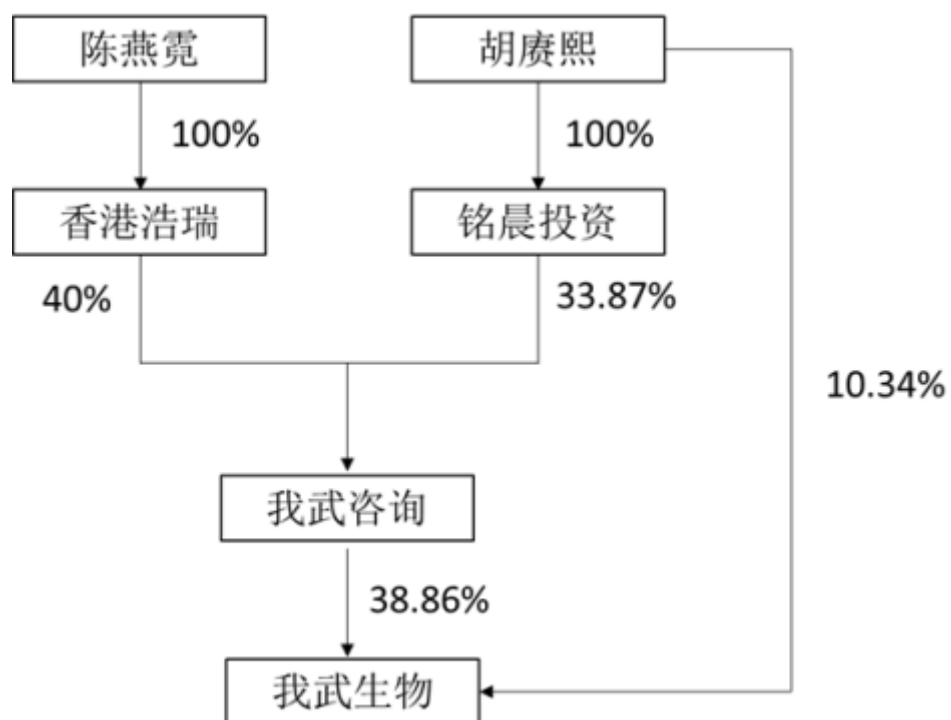 陈燕霓
胡赓熙
100%
100%
香港浩瑞
铭晨投资
40%
33.87%
10.34%
我武咨询
38.86%
我武生物